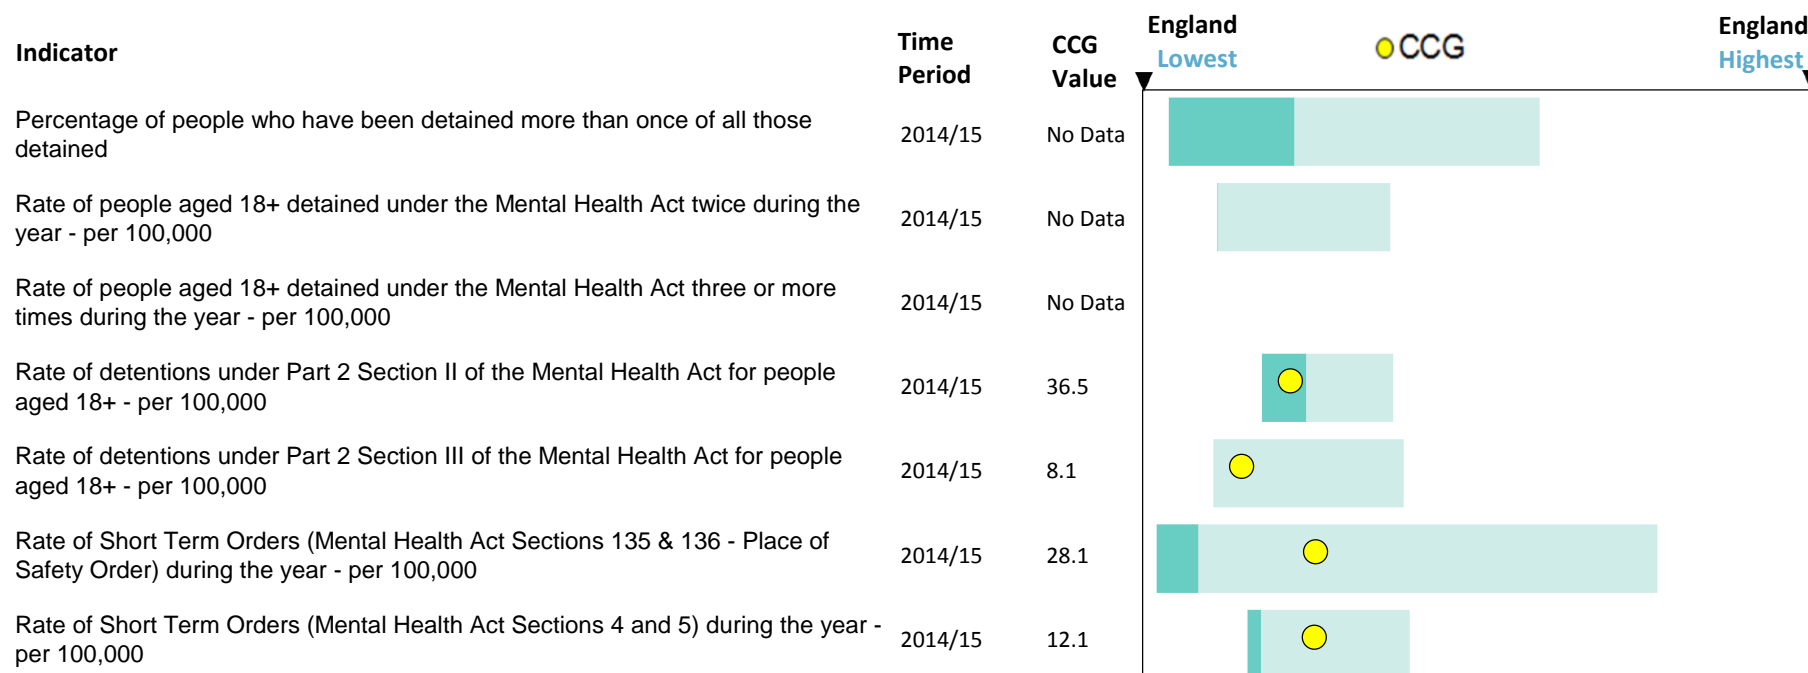 Indicator
Time
Period
CCG
Value
England
Lowest
CCG
England
Highest
Percentage of people who have been detained more than once of all those
detained
2014/15
No Data
Rate of people aged 18+ detained under the Mental Health Act twice during the
year - per 100,000
2014/15
No Data
Rate of people aged 18+ detained under the Mental Health Act three or more
times during the year - per 100,000
2014/15
No Data
Rate of detentions under Part 2 Section II of the Mental Health Act for people
aged 18+ - per 100,000
2014/15
36.5
Rate of detentions under Part 2 Section III of the Mental Health Act for people
aged 18+ - per 100,000
2014/15
8.1
Rate of Short Term Orders (Mental Health Act Sections 135 & 136 - Place of
Safety Order) during the year - per 100,000
2014/15
28.1
Rate of Short Term Orders (Mental Health Act Sections 4 and 5) during the year -
per 100,000
2014/15
12.1